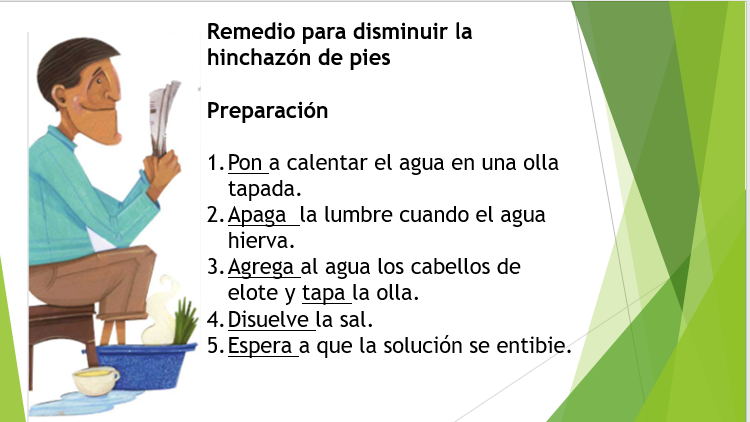 Remedio para disminuir la
hinchazón de pies
Preparación
1. Pon a calentar el agua en una olla
tapada.
2. Apaga la lumbre cuando el agua
hierva.
3. Agrega al agua los cabellos de
elote y tapa la olla.
4. Disuelve la sal.
5. Espera a que la solución se entibie.